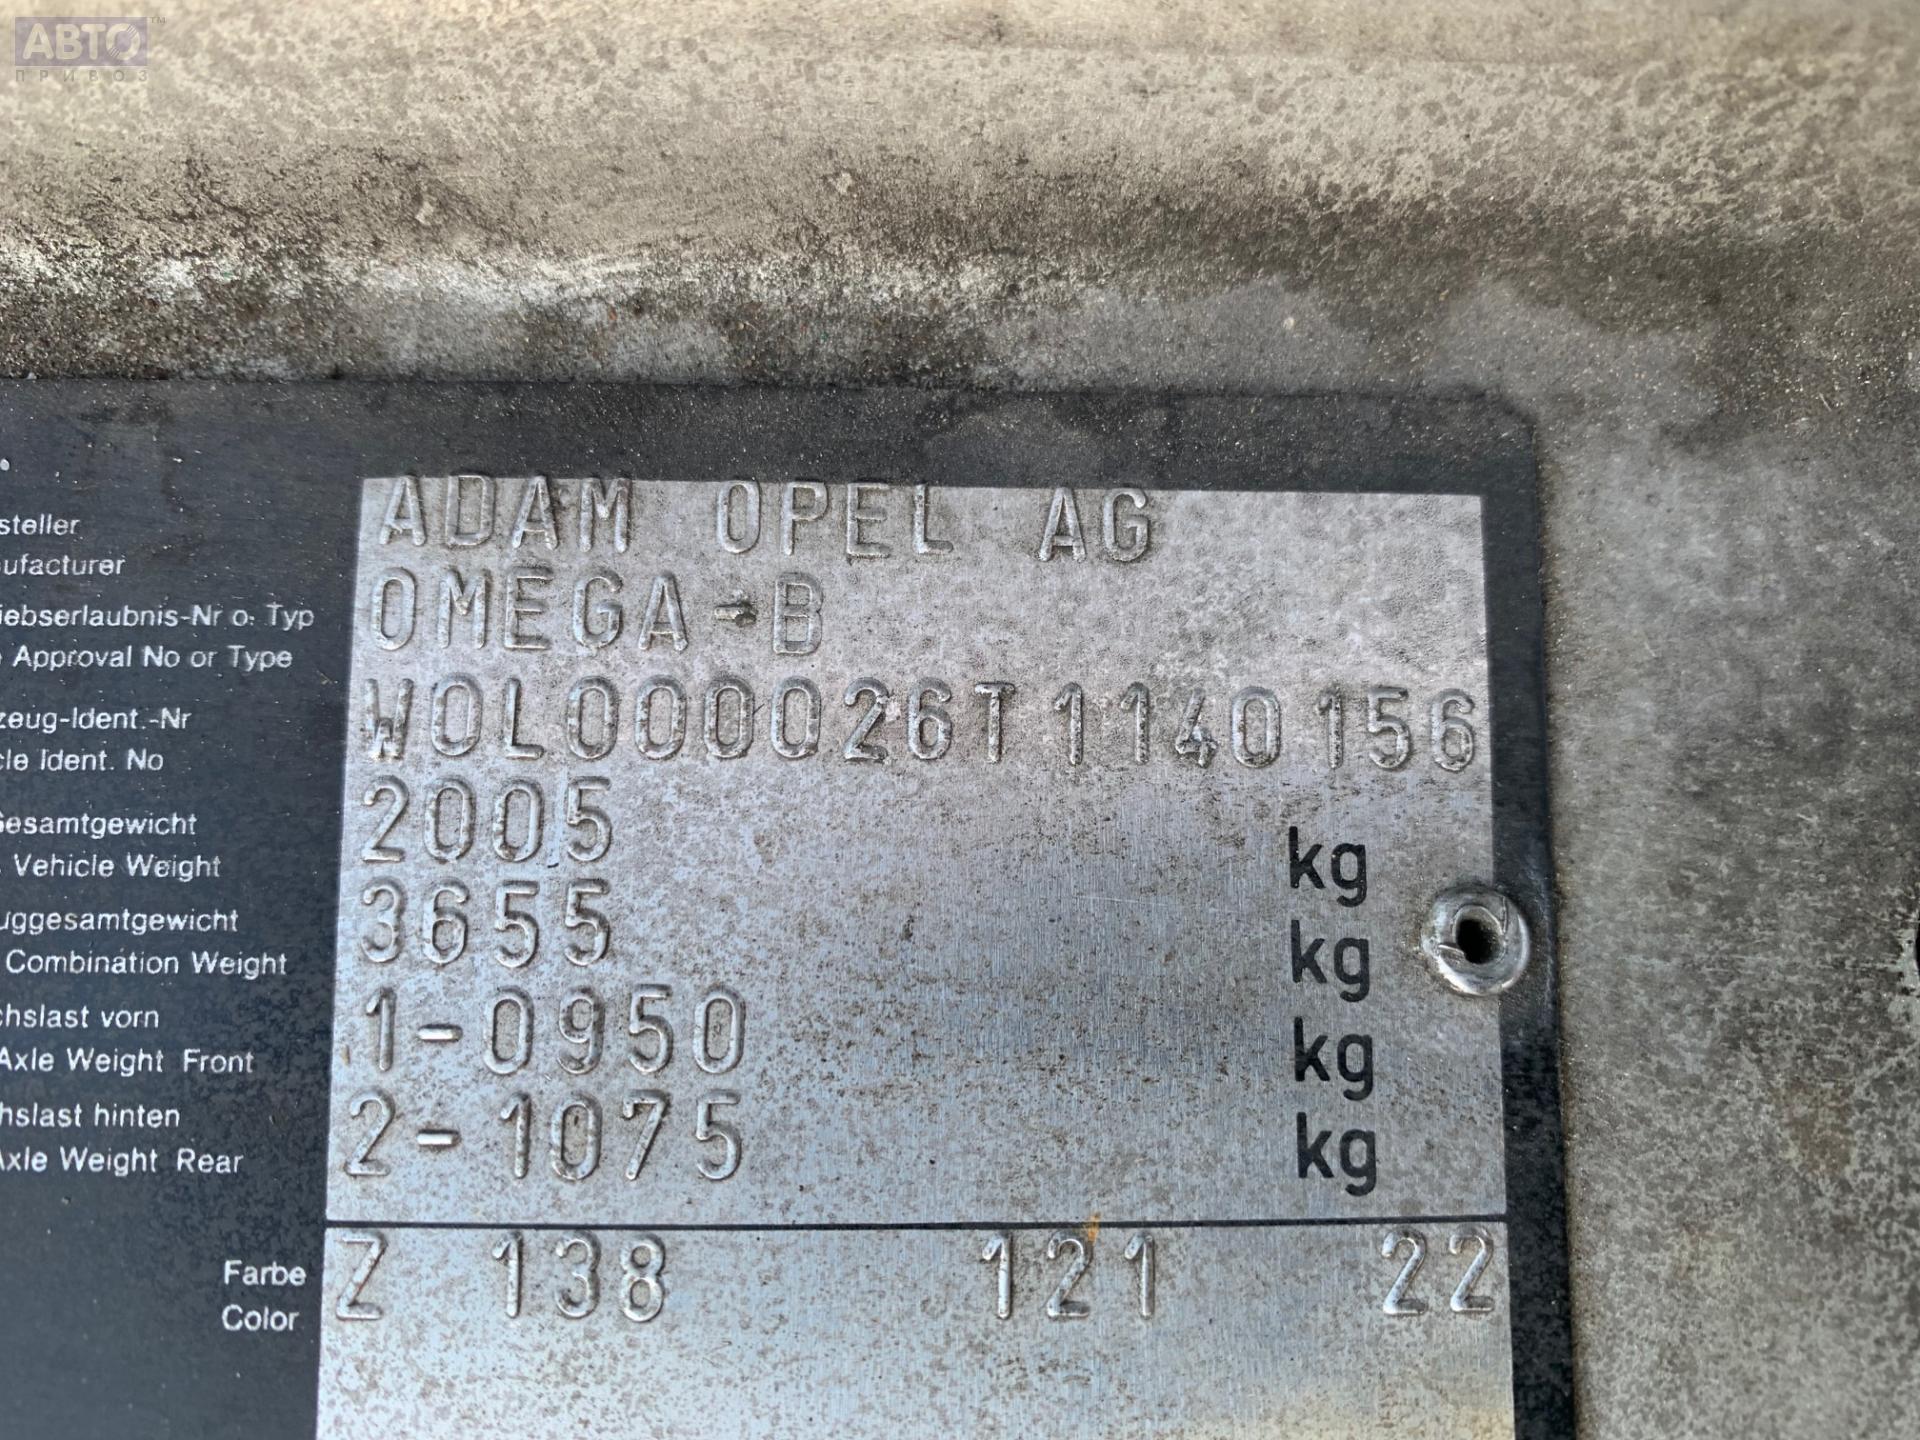 АВТО™
ПРИВОЗ
steller
ufacturer
iebserlaubnis-Nr o. Typ
Approval No or Type
zeug-Ident.-Nr
cle Ident. No
Gesamtgewicht
Vehicle Weight
uggesamtgewicht
Combination Weight
chslast vorn
Axle Weight Front
hslast hinten
Axle Weight Rear
Farbe
Color
ADAM OPEL AG
OMEGA-B
W0L000026T1140156
2005 kg
3655 kg
1-0950 kg
2-1075 kg
Z 138 121 22